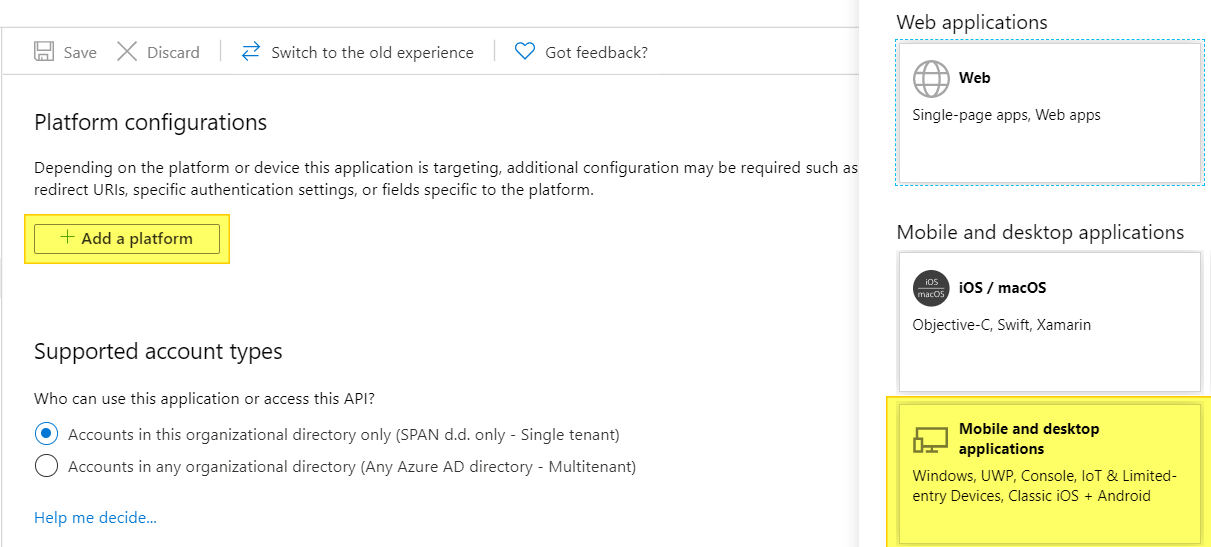 Save
Discard
Switch to the old experience
Got feedback?
Platform configurations
Depending on the platform or device this application is targeting, additional configuration may be required such as
redirect URIs, specific authentication settings, or fields specific to the platform.
+ Add a platform
Supported account types
Who can use this application or access this API?
Accounts in this organizational directory only (SPAN d.d. only - Single tenant)
Accounts in any organizational directory (Any Azure AD directory - Multitenant)
Help me decide...
Web applications
Web
Single-page apps, Web apps
Mobile and desktop applications
iOS
macOS
iOS / macOS
Objective-C, Swift, Xamarin
Mobile and desktop
applications
Windows, UWP, Console, IoT & Limited-
entry Devices, Classic iOS + Android